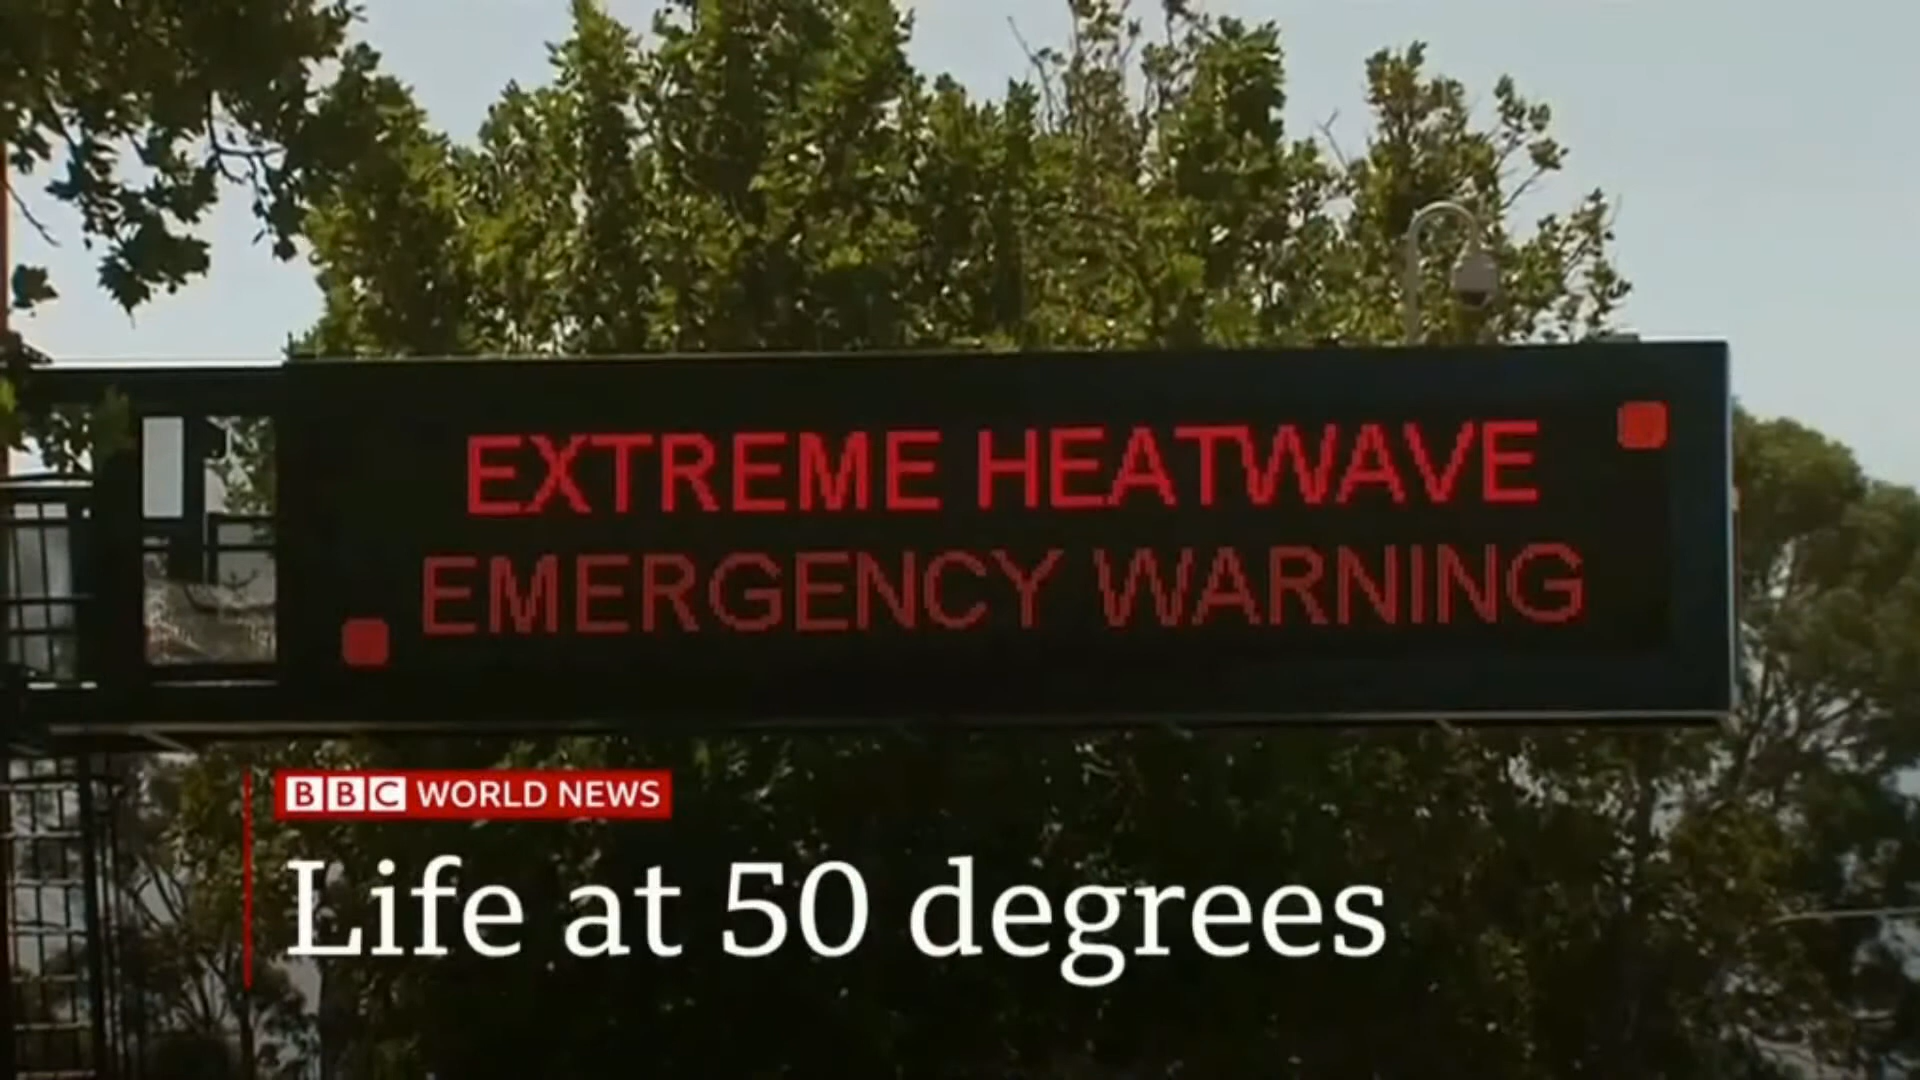 EXTREME HEATWAVE
EMERGENCY WARNING
BBC WORLD NEWS
Life at 50 degrees